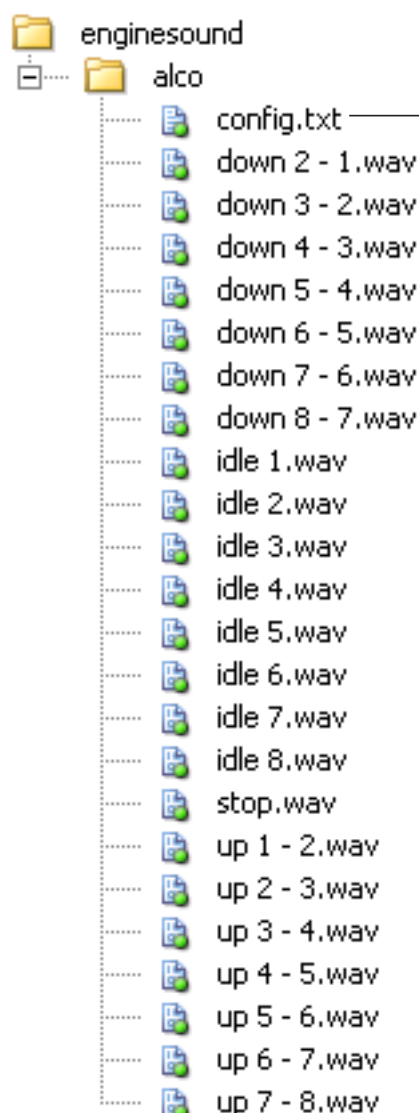 enginesound
alco
config.txt
down 2 - 1.wav
down 3 - 2.wav
down 4 - 3.wav
down 5 - 4.wav
down 6 - 5.wav
down 7 - 6.wav
down 8 - 7.wav
idle 1.wav
idle 2.wav
idle 3.wav
idle 4.wav
idle 5.wav
idle 6.wav
idle 7.wav
idle 8.wav
stop.wav
up 1 - 2.wav
up 2 - 3.wav
up 3 - 4.wav
up 4 - 5.wav
up 5 - 6.wav
up 6 - 7.wav
up 7 - 8.wav